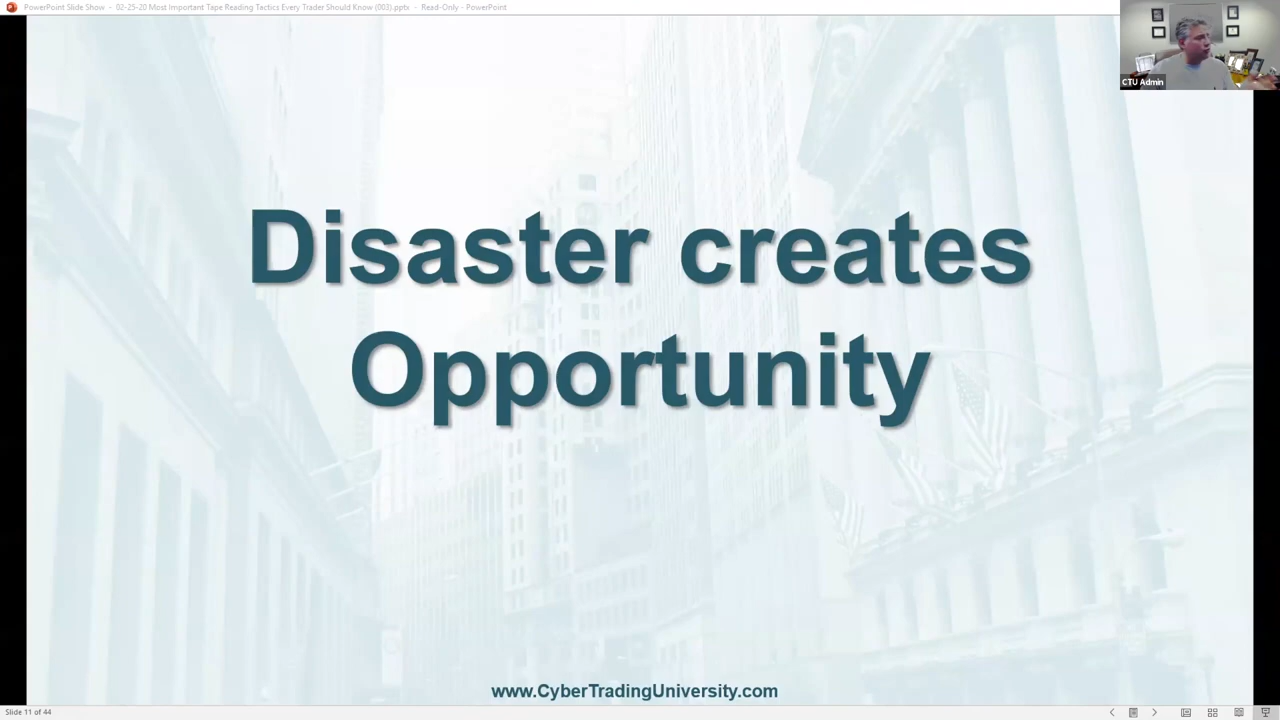 PowerPoint Slide Show - 02-25-20 Most Important Tape Reading Tactics Every Trader Should Know (003).pptx - Read-Only - PowerPoint
CTU Admin
Disaster creates
Opportunity
www.CyberTradingUniversity.com
Slide 11 of 44